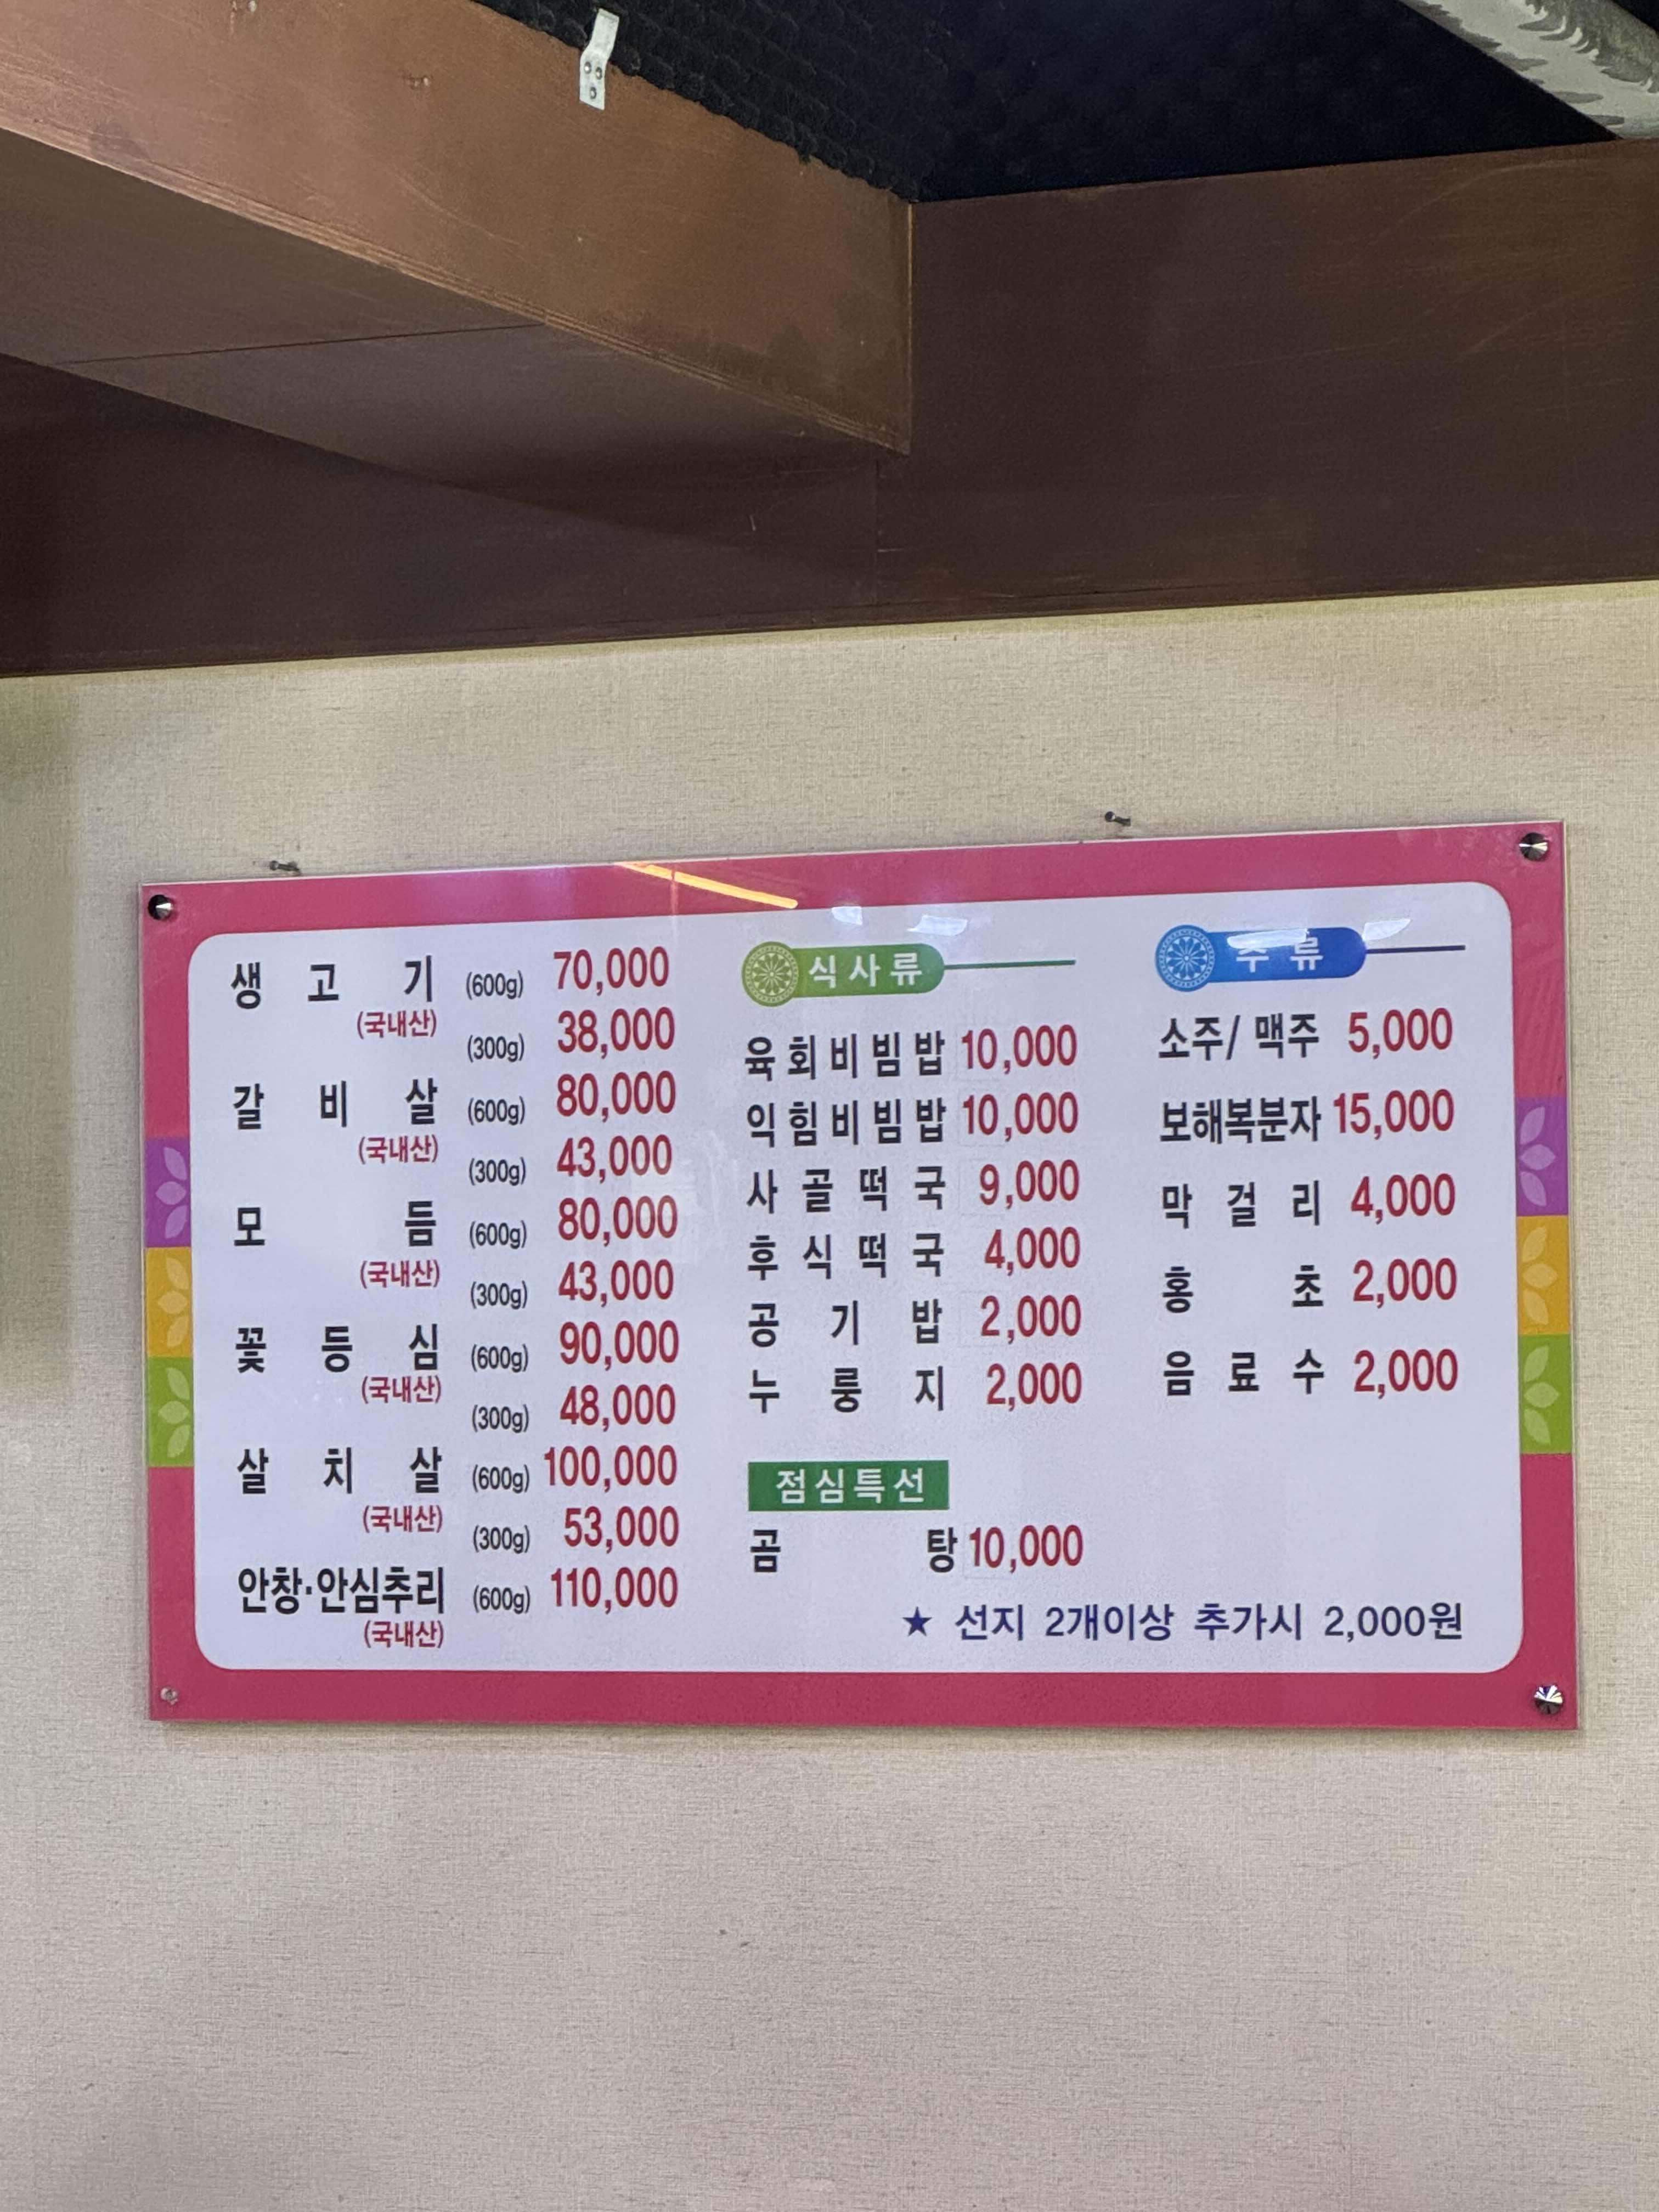 생고기 (600g) 70,000
(국내산)
(300g) 38,000
갈비살 (600g) 80,000
(국내산)
(300g) 43,000
모듬 (600g) 80,000
(국내산)
(300g) 43,000
꽃등심 (600g) 90,000
(국내산)
(300g) 48,000
살치살 (600g) 100,000
(국내산)
(300g) 53,000
안창·안심추리 (600g) 110,000
(국내산)
식사류
육회비빔밥 10,000
익힘비빔밥 10,000
사골떡국 9,000
후식떡국 4,000
공기밥 2,000
누룽지 2,000
점심특선
곰탕 10,000
주류
소주/ 맥주 5,000
보해복분자 15,000
막걸리 4,000
홍초 2,000
음료수 2,000
★ 선지 2개이상 추가시 2,000원